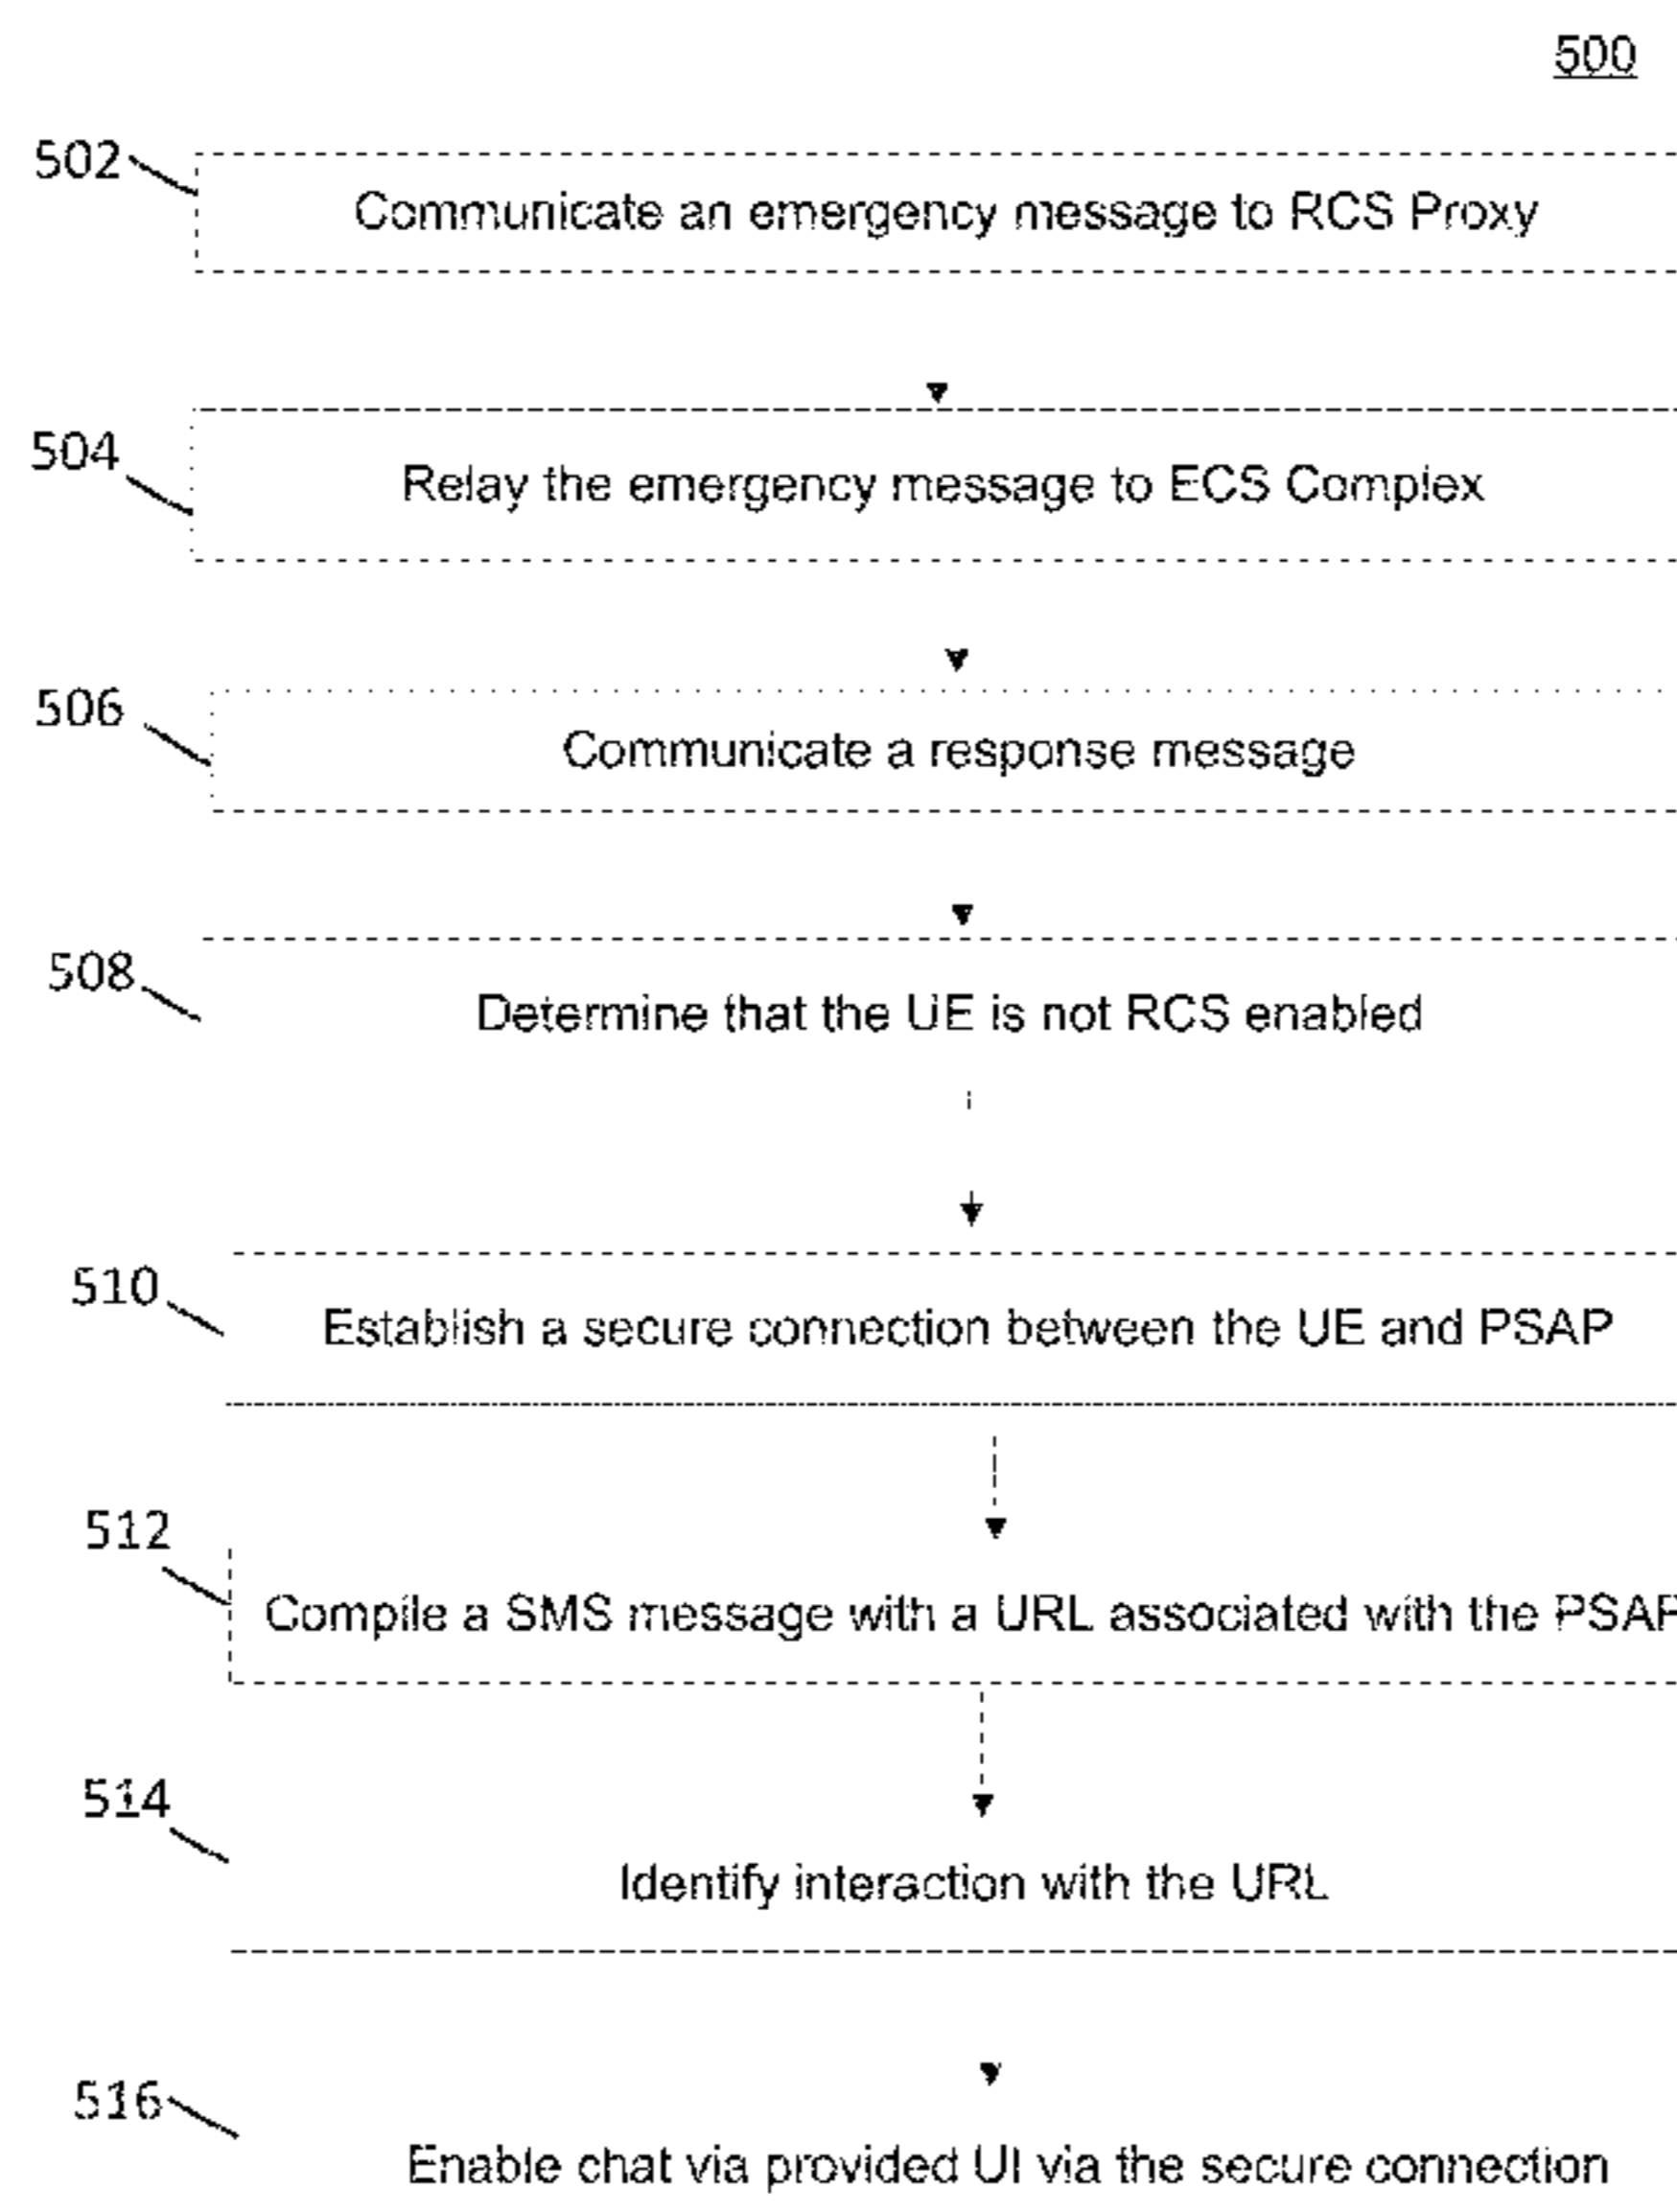 500
502
Communicate an emergency message to RCS Proxy
504
Relay the emergency message to ECS Complex
506
Communicate a response message
508
Determine that the UE is not RCS enabled
510
Establish a secure connection between the UE and PSAP
512
Compile a SMS message with a URL associated with the PSAP
514
Identify interaction with the URL
516
Enable chat via provided UI via the secure connection